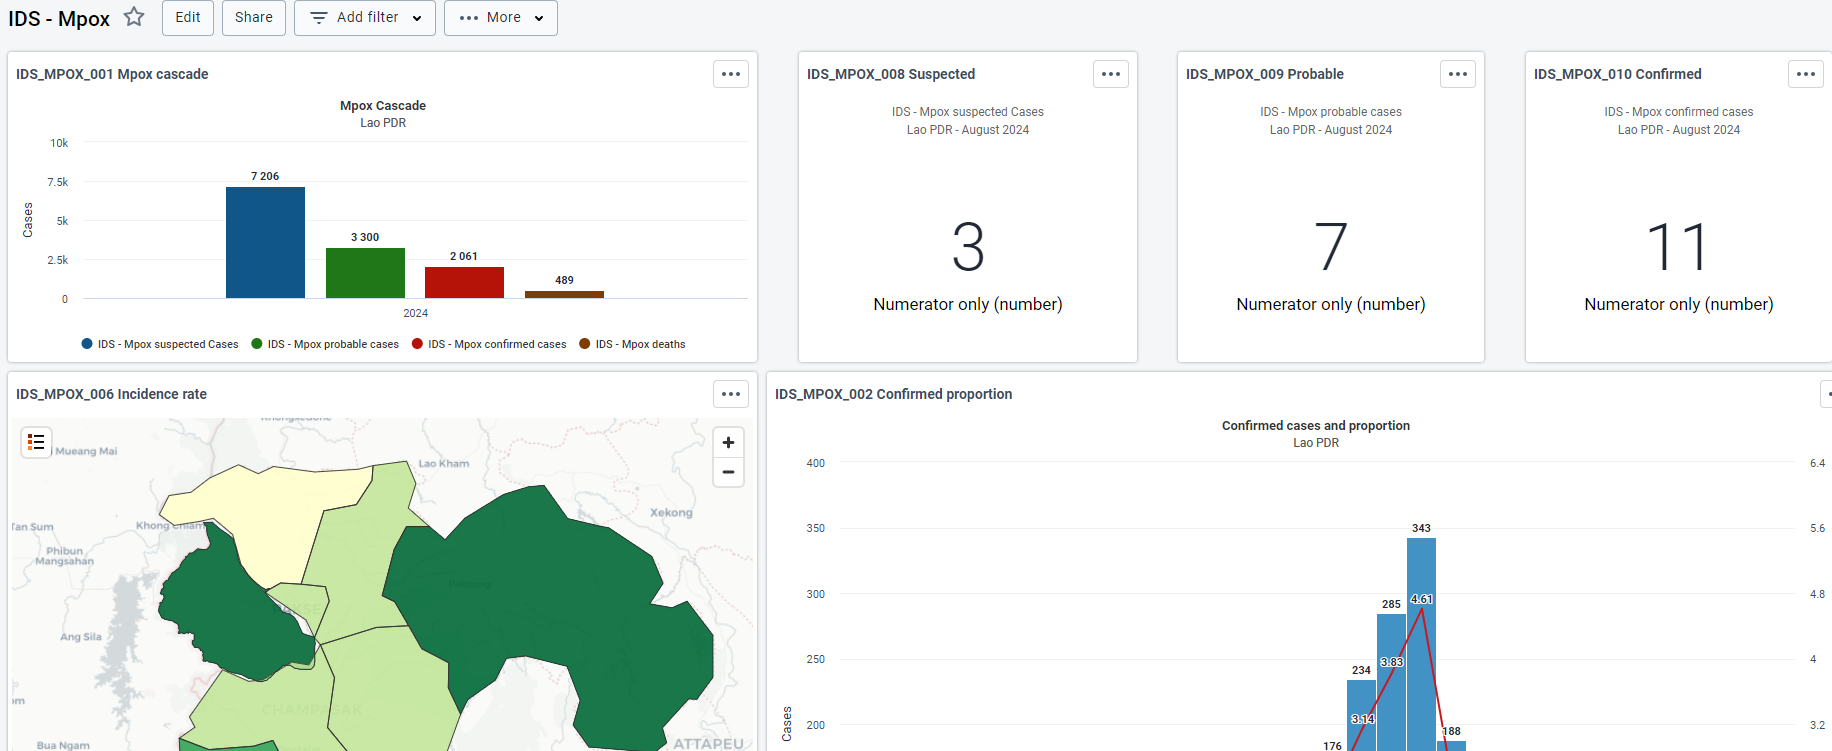 IDS - Mpox
Edit
Share
Add filter
More
IDS_MPOX_001 Mpox cascade
Mpox Cascade
Lao PDR
10k
7.5k
5k
2.5k
0
Cases
7 206
3 300
2 061
489
2024
IDS - Mpox suspected Cases
IDS - Mpox probable cases
IDS - Mpox confirmed cases
IDS - Mpox deaths
IDS_MPOX_008 Suspected
IDS - Mpox suspected Cases
Lao PDR - August 2024
3
Numerator only (number)
IDS_MPOX_009 Probable
IDS - Mpox probable cases
Lao PDR - August 2024
7
Numerator only (number)
IDS_MPOX_010 Confirmed
IDS - Mpox confirmed cases
Lao PDR - August 2024
11
Numerator only (number)
IDS_MPOX_006 Incidence rate
Mueang Mai
Lao Kham
Xekong
Khong Chiam
Tan Sum
Phibun
Mangsahan
PAKSE
Ang Sila
CHAMPASAK
Bua Ngam
ATTAPEU
IDS_MPOX_002 Confirmed proportion
Confirmed cases and proportion
Lao PDR
400
350
300
250
200
Cases
6.4
5.6
4.8
4
3.2
343
285
4.61
234
3.83
3.14
188
176